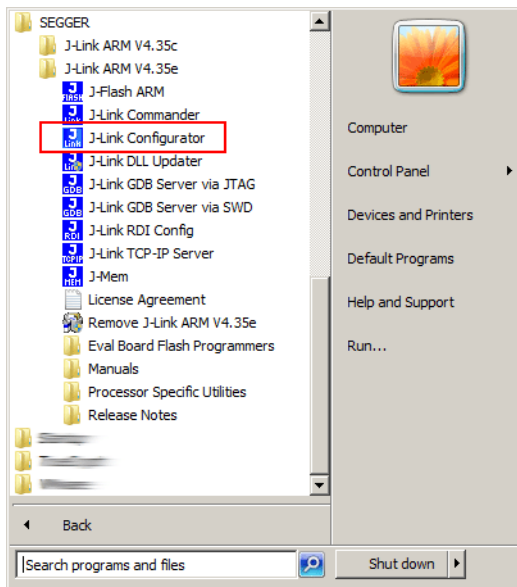 SEGGER
J-Link ARM V4.35c
J-Link ARM V4.35e
J-Flash ARM
J-Link Commander
J-Link Configurator
J-Link DLL Updater
J-Link GDB Server via JTAG
J-Link GDB Server via SWD
J-Link RDI Config
J-Link TCP-IP Server
J-Mem
License Agreement
Remove J-Link ARM V4.35e
Eval Board Flash Programmers
Manuals
Processor Specific Utilities
Release Notes
Back
Search programs and files
Computer
Control Panel
Devices and Printers
Default Programs
Help and Support
Run...
Shut down